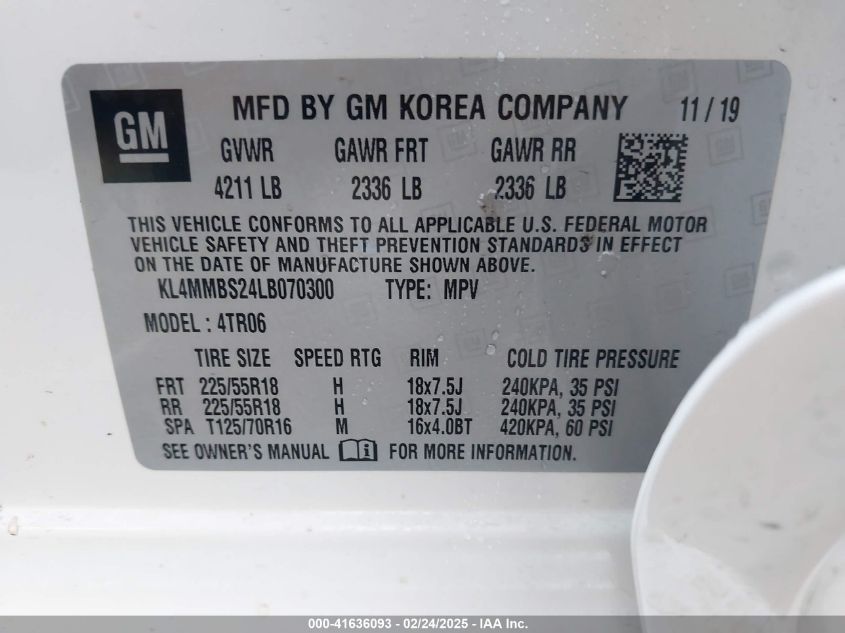 GM
MFD BY GM KOREA COMPANY 11 / 19
GVWR GAWR FRT GAWR RR
4211 LB 2336 LB 2336 LB
THIS VEHICLE CONFORMS TO ALL APPLICABLE U.S. FEDERAL MOTOR
VEHICLE SAFETY AND THEFT PREVENTION STANDARDS IN EFFECT
ON THE DATE OF MANUFACTURE SHOWN ABOVE.
KL4MMBS24LB070300 TYPE: MPV
MODEL : 4TR06
TIRE SIZE SPEED RTG RIM COLD TIRE PRESSURE
FRT 225/55R18 H 18x7.5J 240KPA, 35 PSI
RR 225/55R18 H 18x7.5J 240KPA, 35 PSI
SPA T125/70R16 M 16x4.0BT 420KPA, 60 PSI
SEE OWNER'S MANUAL FOR MORE INFORMATION.
000-41636093 - 02/24/2025 - IAA Inc.